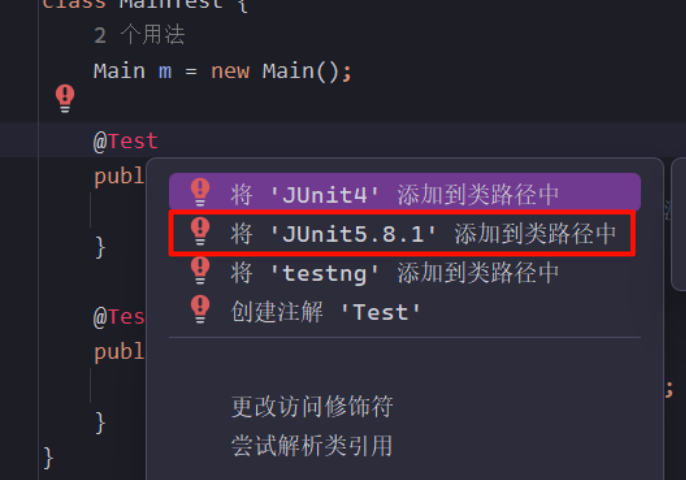 class MainTest {
2 个用法
Main m = new Main();
@Test
publ
}
@Tes
publ
;
}
}
将 'JUnit4' 添加到类路径中
将 'JUnit5.8.1' 添加到类路径中
将 'testng' 添加到类路径中
创建注解 'Test'
更改访问修饰符
尝试解析类引用